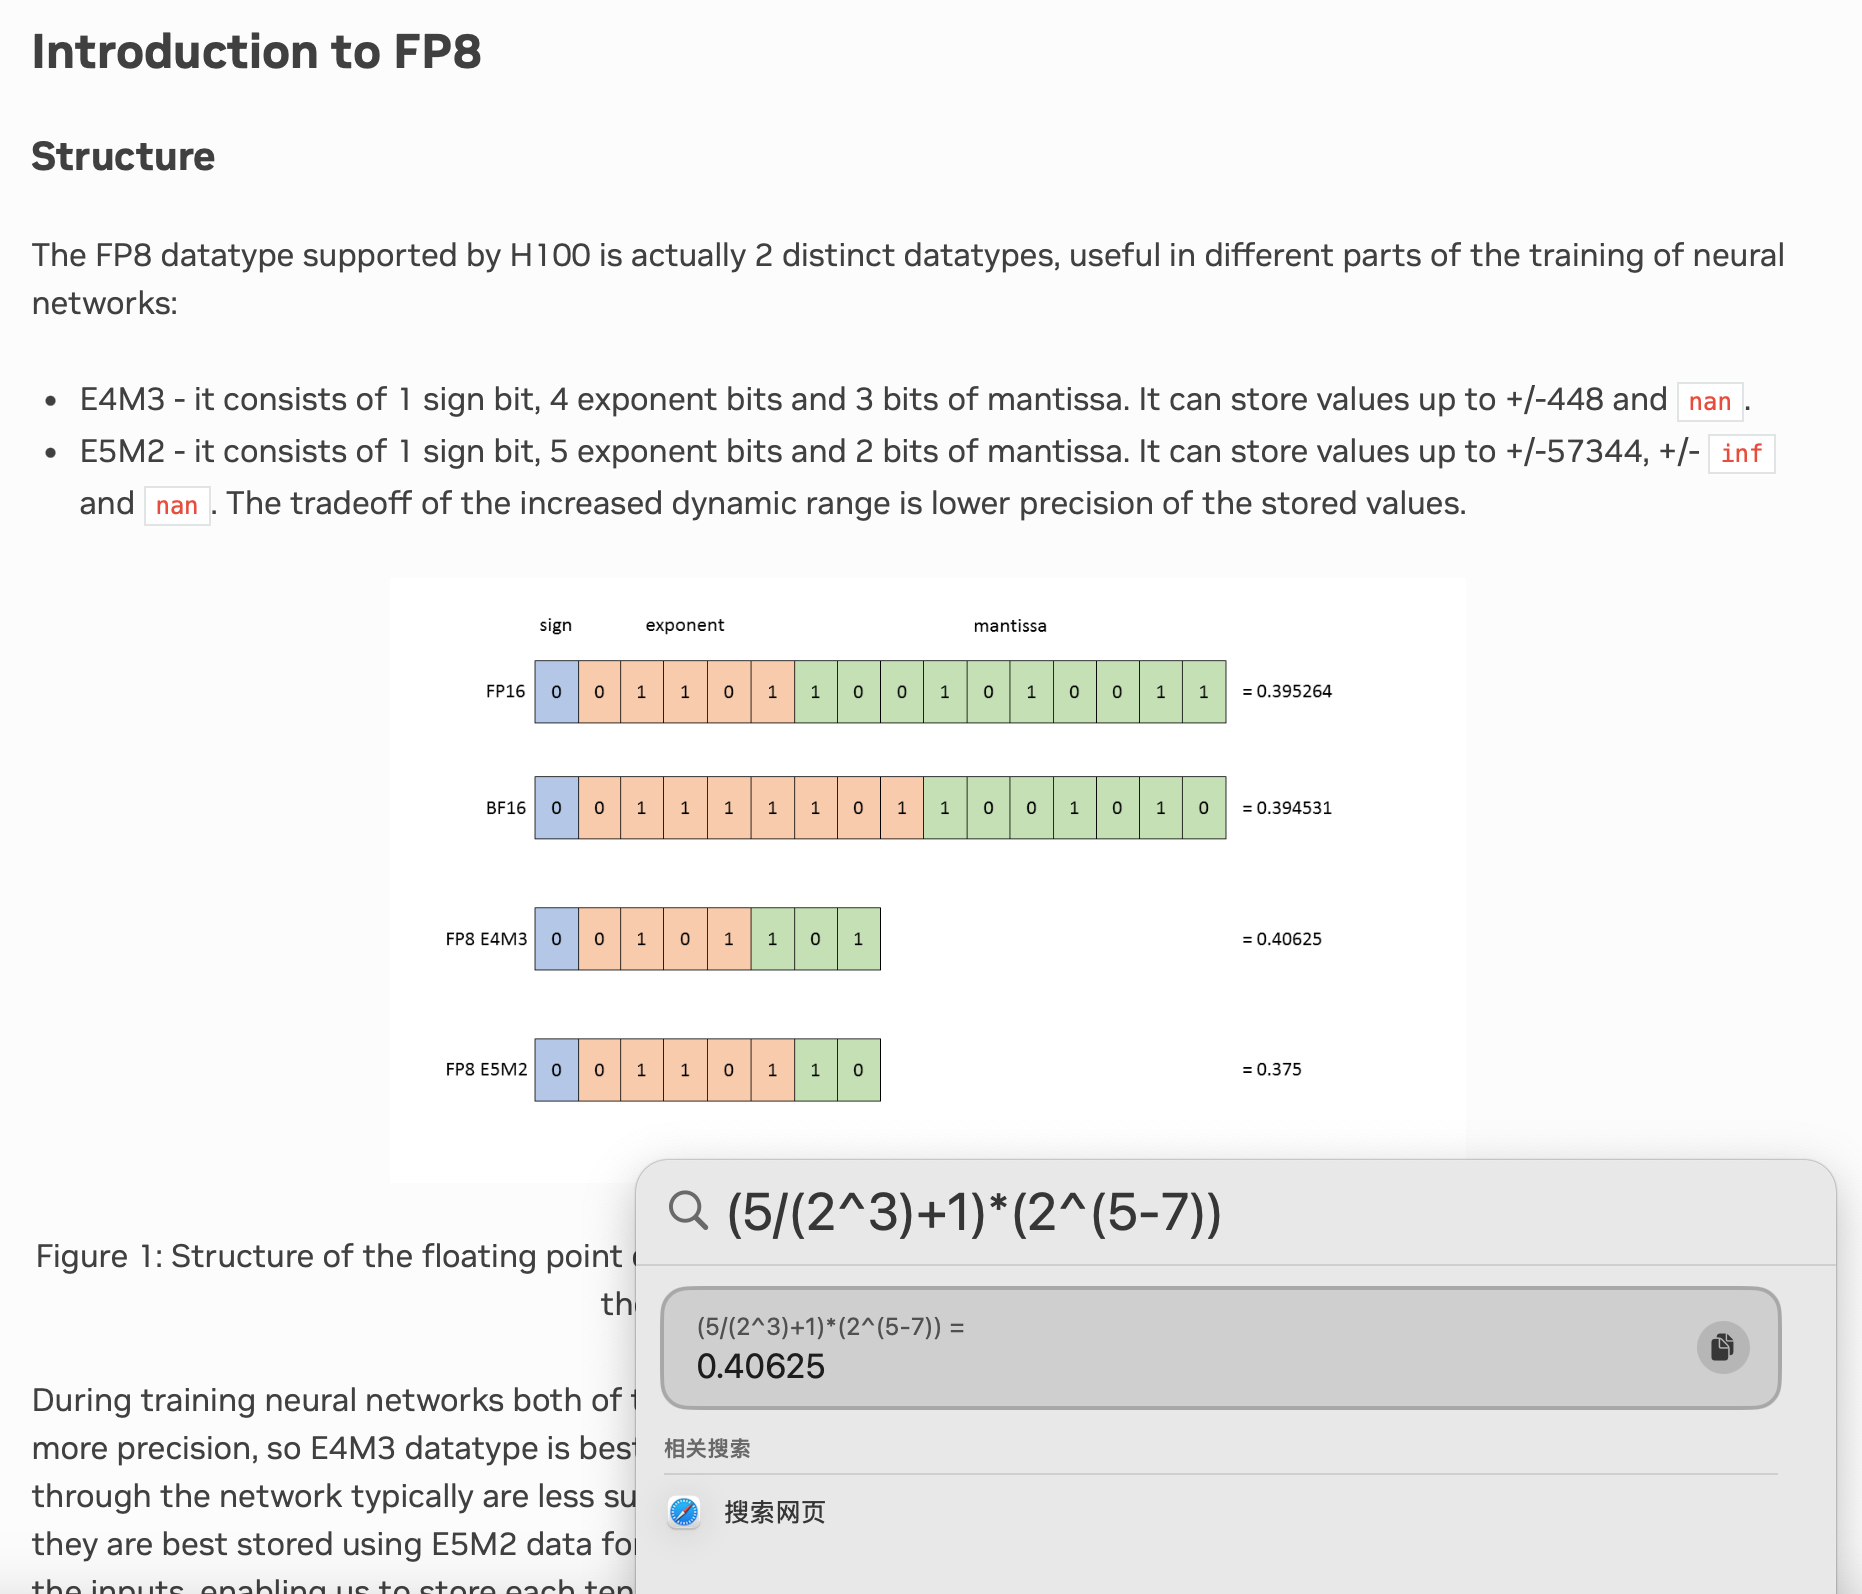 Introduction to FP8
Structure
The FP8 datatype supported by H100 is actually 2 distinct datatypes, useful in different parts of the training of neural
networks:
• E4M3 - it consists of 1 sign bit, 4 exponent bits and 3 bits of mantissa. It can store values up to +/-448 and nan.
• E5M2 - it consists of 1 sign bit, 5 exponent bits and 2 bits of mantissa. It can store values up to +/-57344, +/- inf
and nan. The tradeoff of the increased dynamic range is lower precision of the stored values.
sign exponent mantissa
FP16 0 0 1 1 0 1 1 0 0 1 0 1 0 0 1 1 = 0.395264
BF16 0 0 1 1 1 1 1 0 1 1 0 0 1 0 1 0 = 0.394531
FP8 E4M3 0 0 1 0 1 1 0 1 = 0.40625
FP8 E5M2 0 0 1 1 0 1 1 0 = 0.375
Figure 1: Structure of the floating point
(5/(2^3)+1)*(2^(5-7))
(5/(2^3)+1)*(2^(5-7)) =
0.40625
相关搜索
搜索网页
During training neural networks both of
more precision, so E4M3 datatype is best
through the network typically are less su
they are best stored using E5M2 data
the inputs, enabling us to store each ten